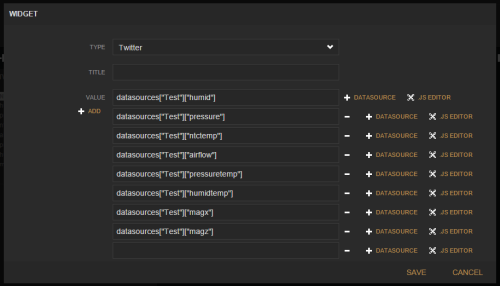 WIDGET
TYPE Twitter
TITLE
VALUE datasources["Test"]["humid"] + DATASOURCE JS EDITOR
+ ADD datasources["Test"]["pressure"] − + DATASOURCE JS EDITOR
datasources["Test"]["ntctemp"] − + DATASOURCE JS EDITOR
datasources["Test"]["airflow"] − + DATASOURCE JS EDITOR
datasources["Test"]["pressuretemp"] − + DATASOURCE JS EDITOR
datasources["Test"]["humidtemp"] − + DATASOURCE JS EDITOR
datasources["Test"]["magx"] − + DATASOURCE JS EDITOR
datasources["Test"]["magz"] − + DATASOURCE JS EDITOR
− + DATASOURCE JS EDITOR
SAVE CANCEL